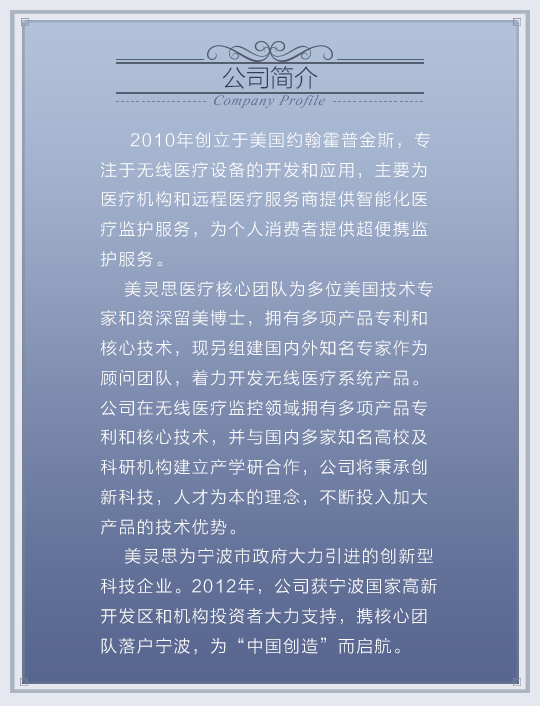 公司简介
Company Profile
2010年创立于美国约翰霍普金斯，专
注于无线医疗设备的开发和应用，主要为
医疗机构和远程医疗服务商提供智能化医
疗监护服务，为个人消费者提供超便携监
护服务。
美灵思医疗核心团队为多位美国技术专
家和资深留美博士，拥有多项产品专利和
核心技术，现另组建国内外知名专家作为
顾问团队，着力开发无线医疗系统产品。
公司在无线医疗监控领域拥有多项产品专
利和核心技术，并与国内多家知名高校及
科研机构建立产学研合作，公司将秉承创
新科技，人才为本的理念，不断投入加大
产品的技术优势。
美灵思为宁波市政府大力引进的创新型
科技企业。2012年，公司获宁波国家高新
开发区和机构投资者大力支持，携核心团
队落户宁波，为“中国创造”而启航。